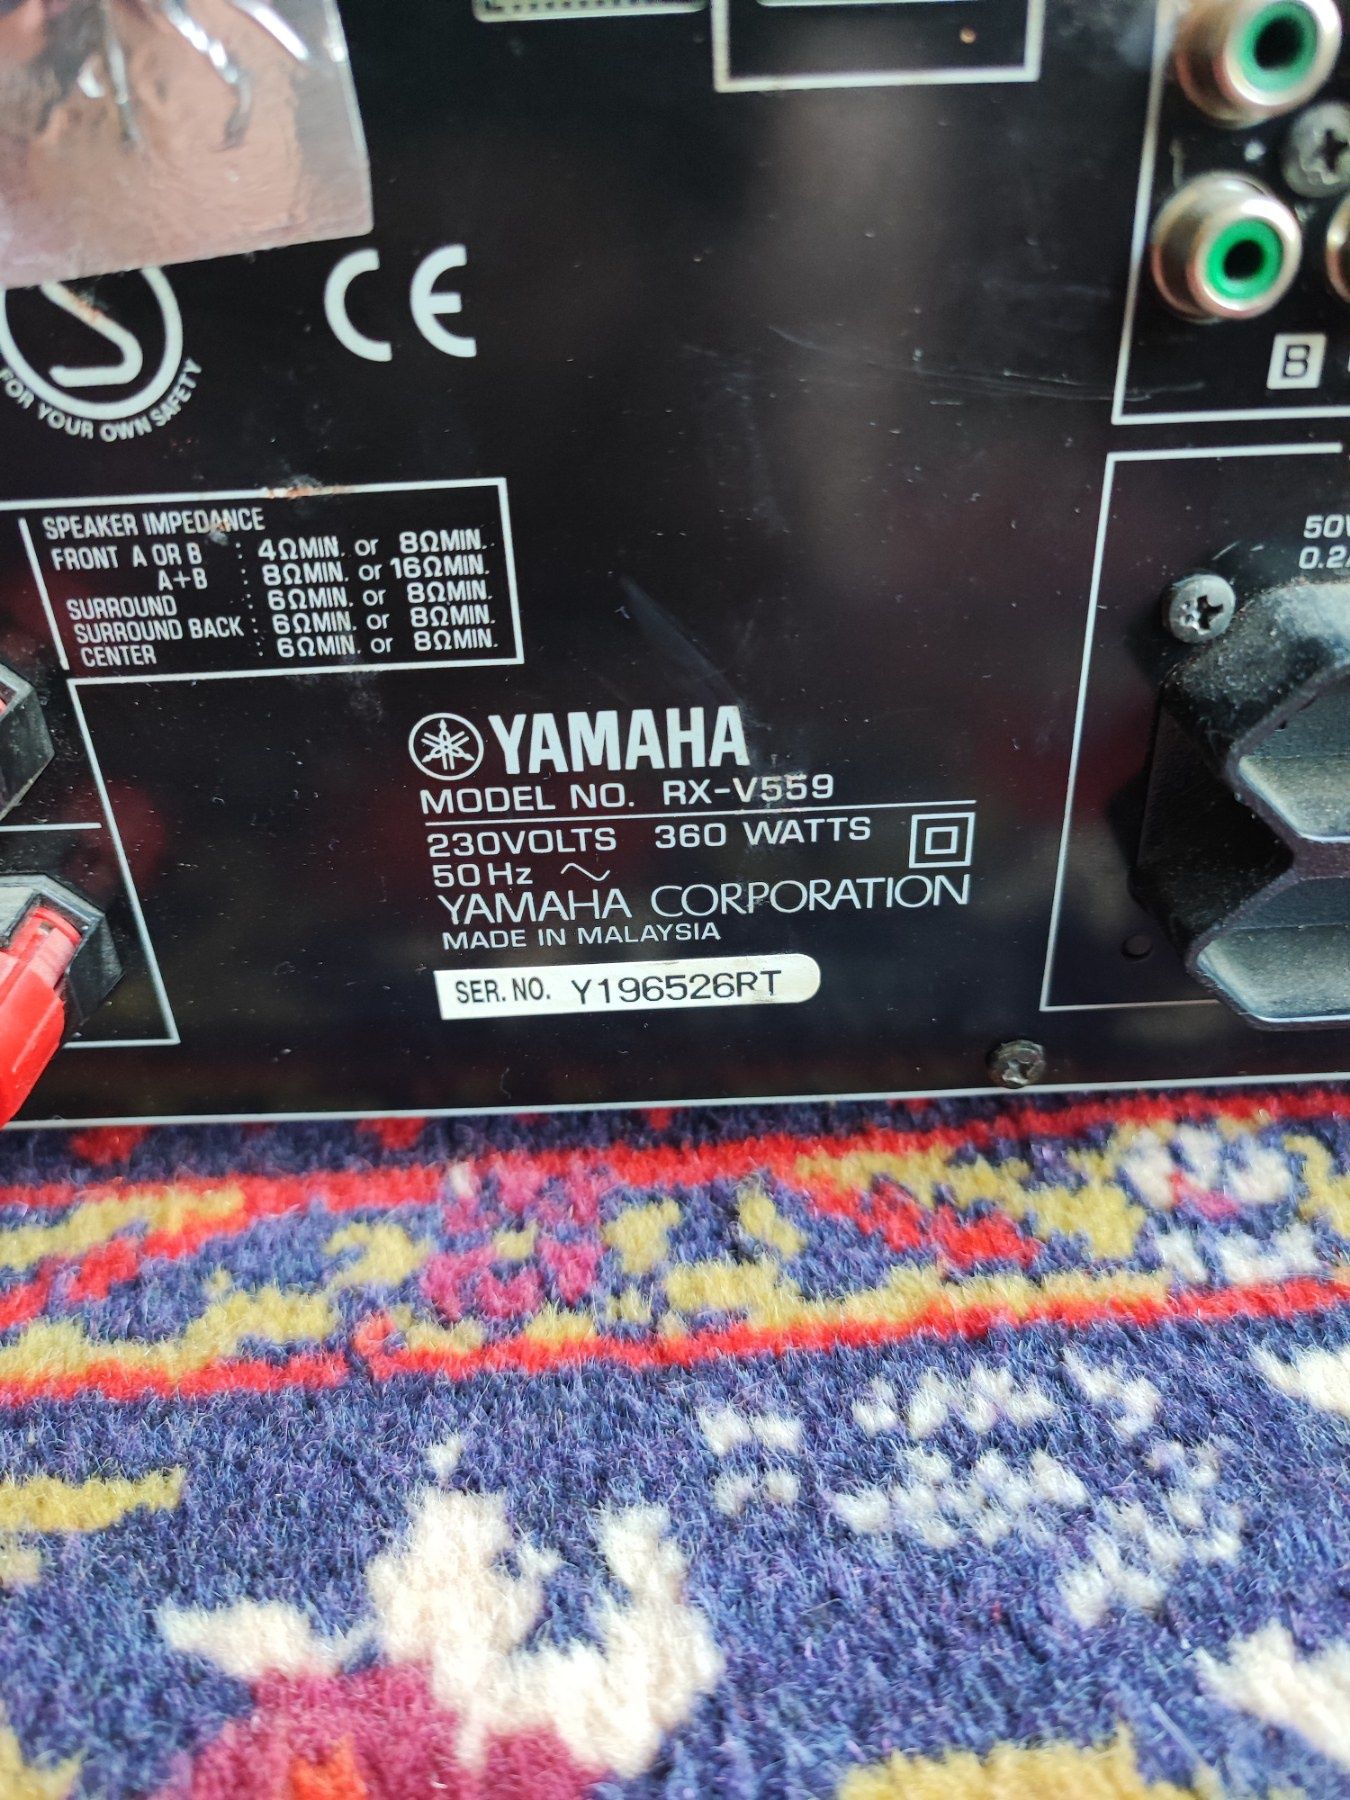 CE
FOR YOUR OWN SAFETY
B
SPEAKER IMPEDANCE
FRONT A OR B : 4ΩMIN. or 8ΩMIN.
A+B : 8ΩMIN. or 16ΩMIN.
SURROUND : 6ΩMIN. or 8ΩMIN.
SURROUND BACK : 6ΩMIN. or 8ΩMIN.
CENTER : 6ΩMIN. or 8ΩMIN.
50
0.2
YAMAHA
MODEL NO. RX-V559
230VOLTS 360 WATTS
50Hz ~
YAMAHA CORPORATION
MADE IN MALAYSIA
SER. NO. Y196526RT